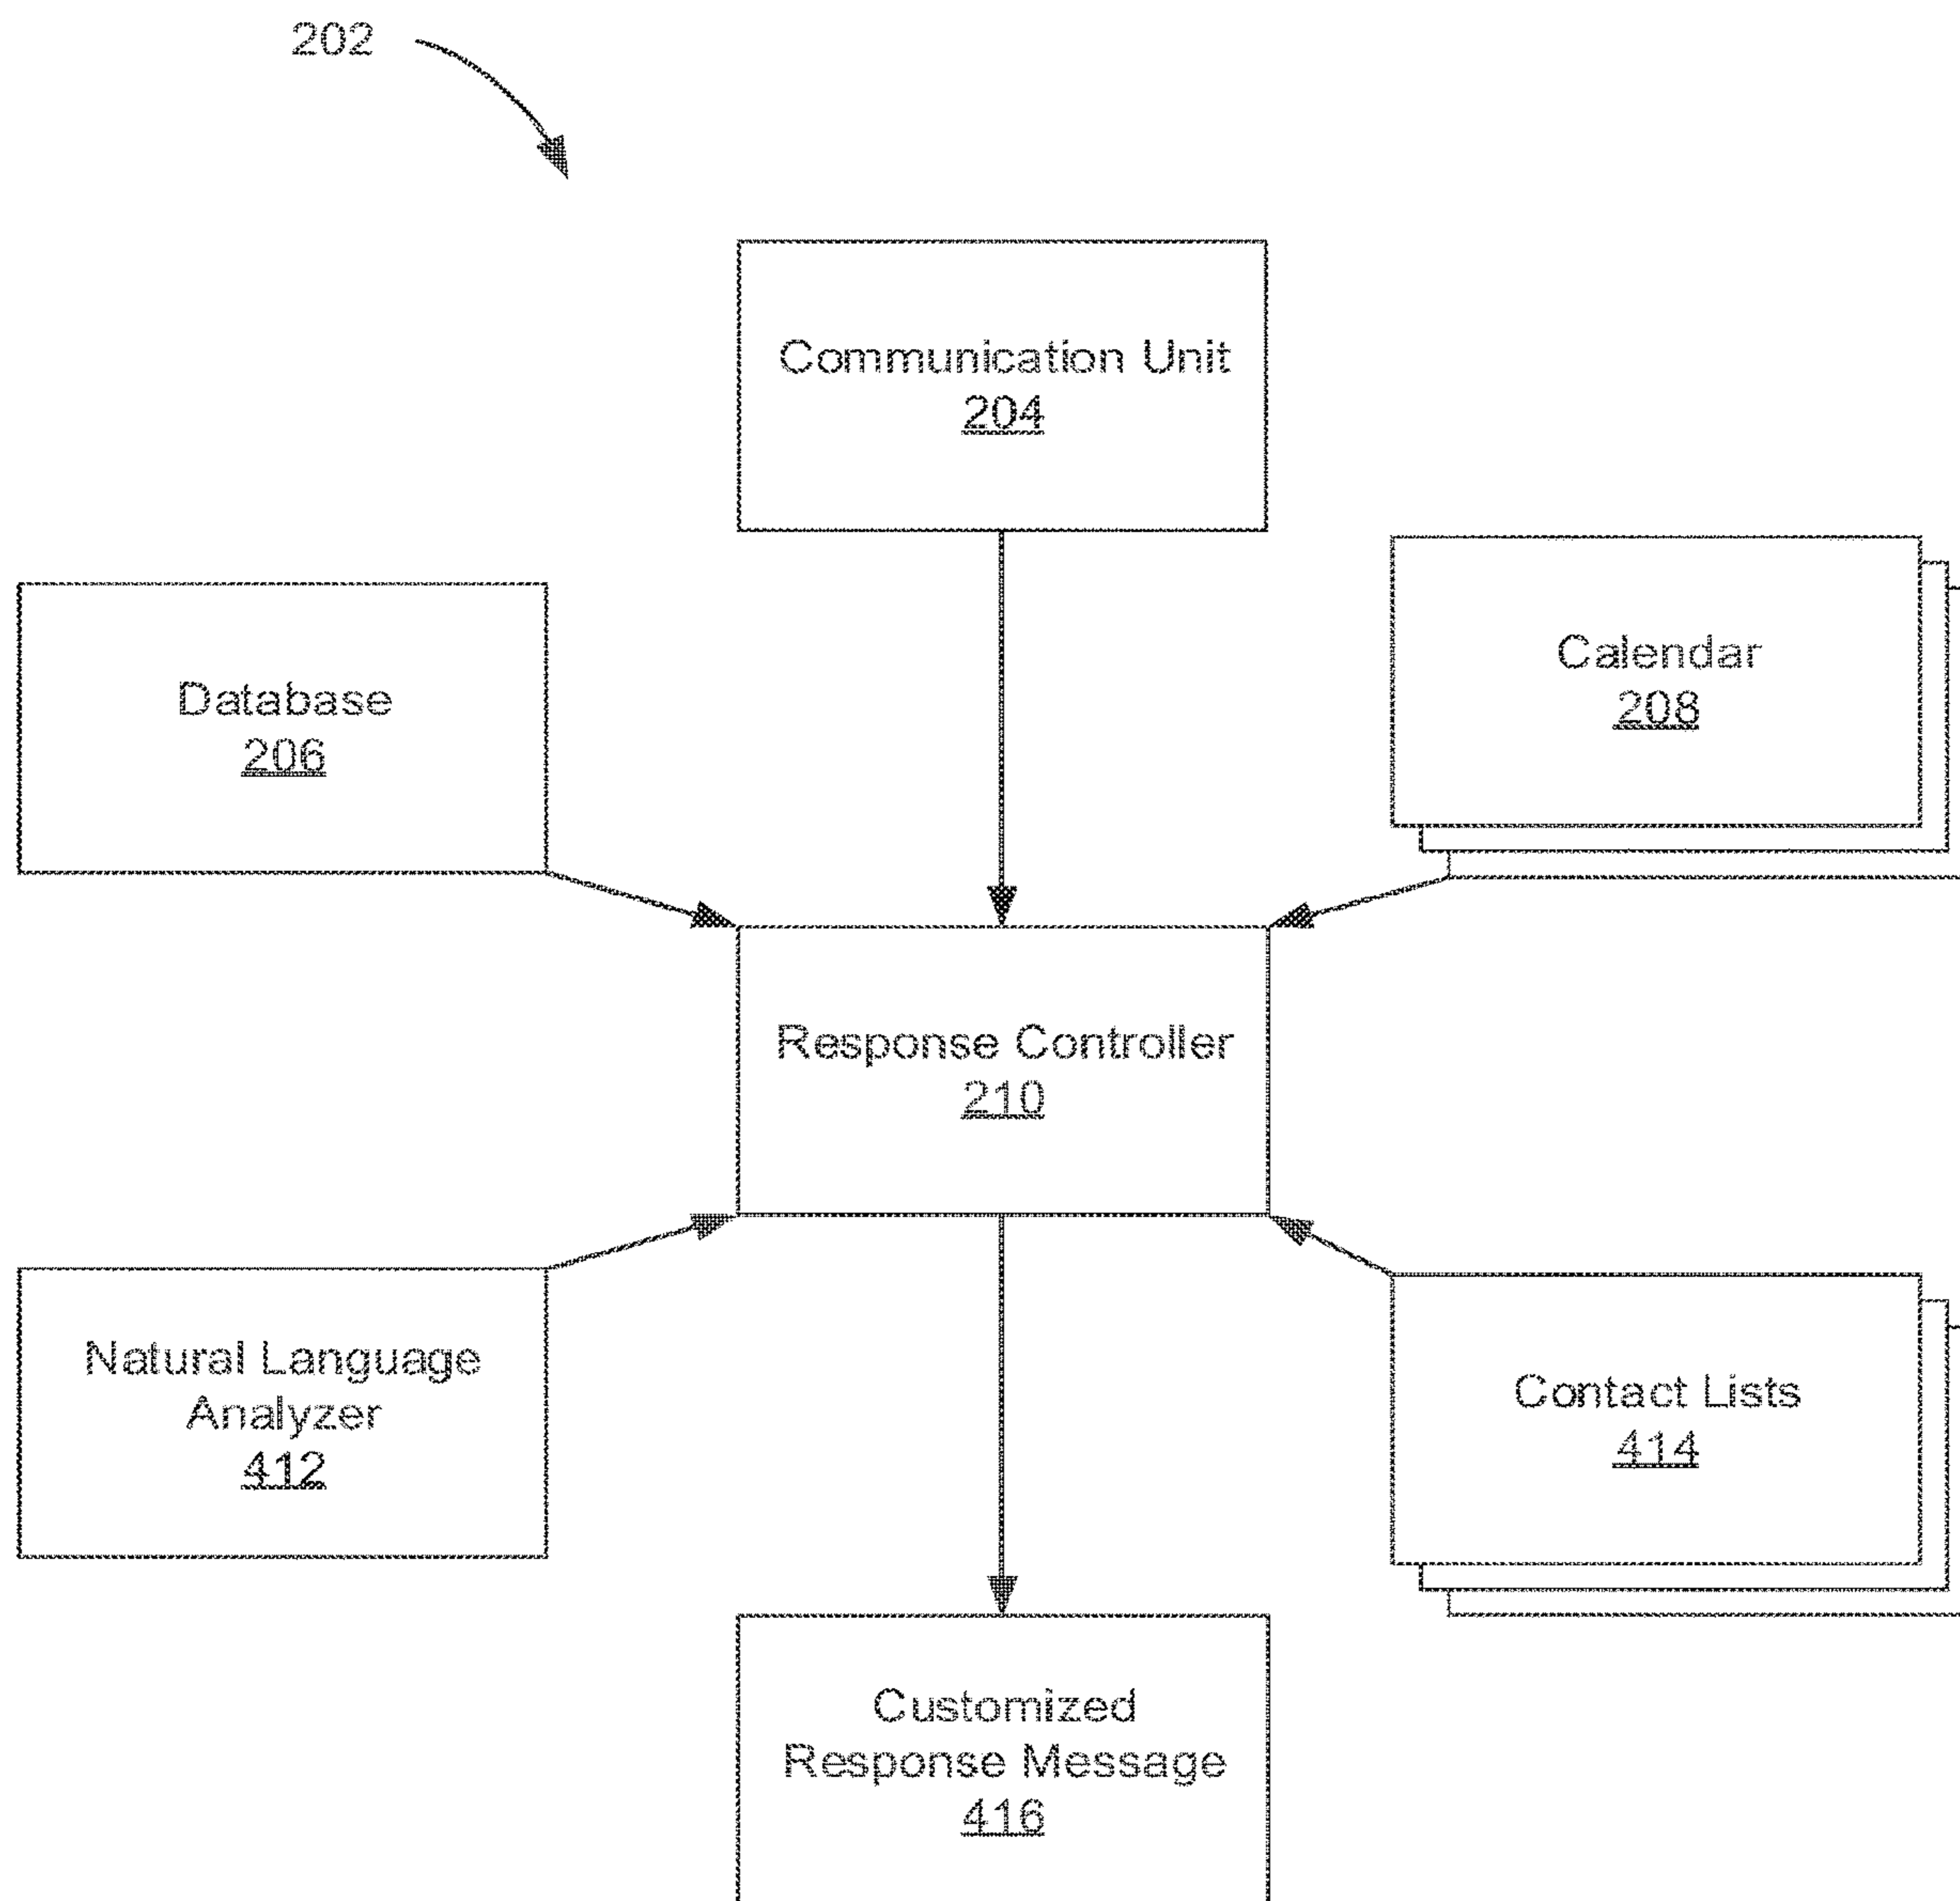 202
Communication Unit
204
Calendar
208
Database
206
Response Controller
210
Natural Language
Analyzer
412
Contact Lists
414
Customized
Response Message
416